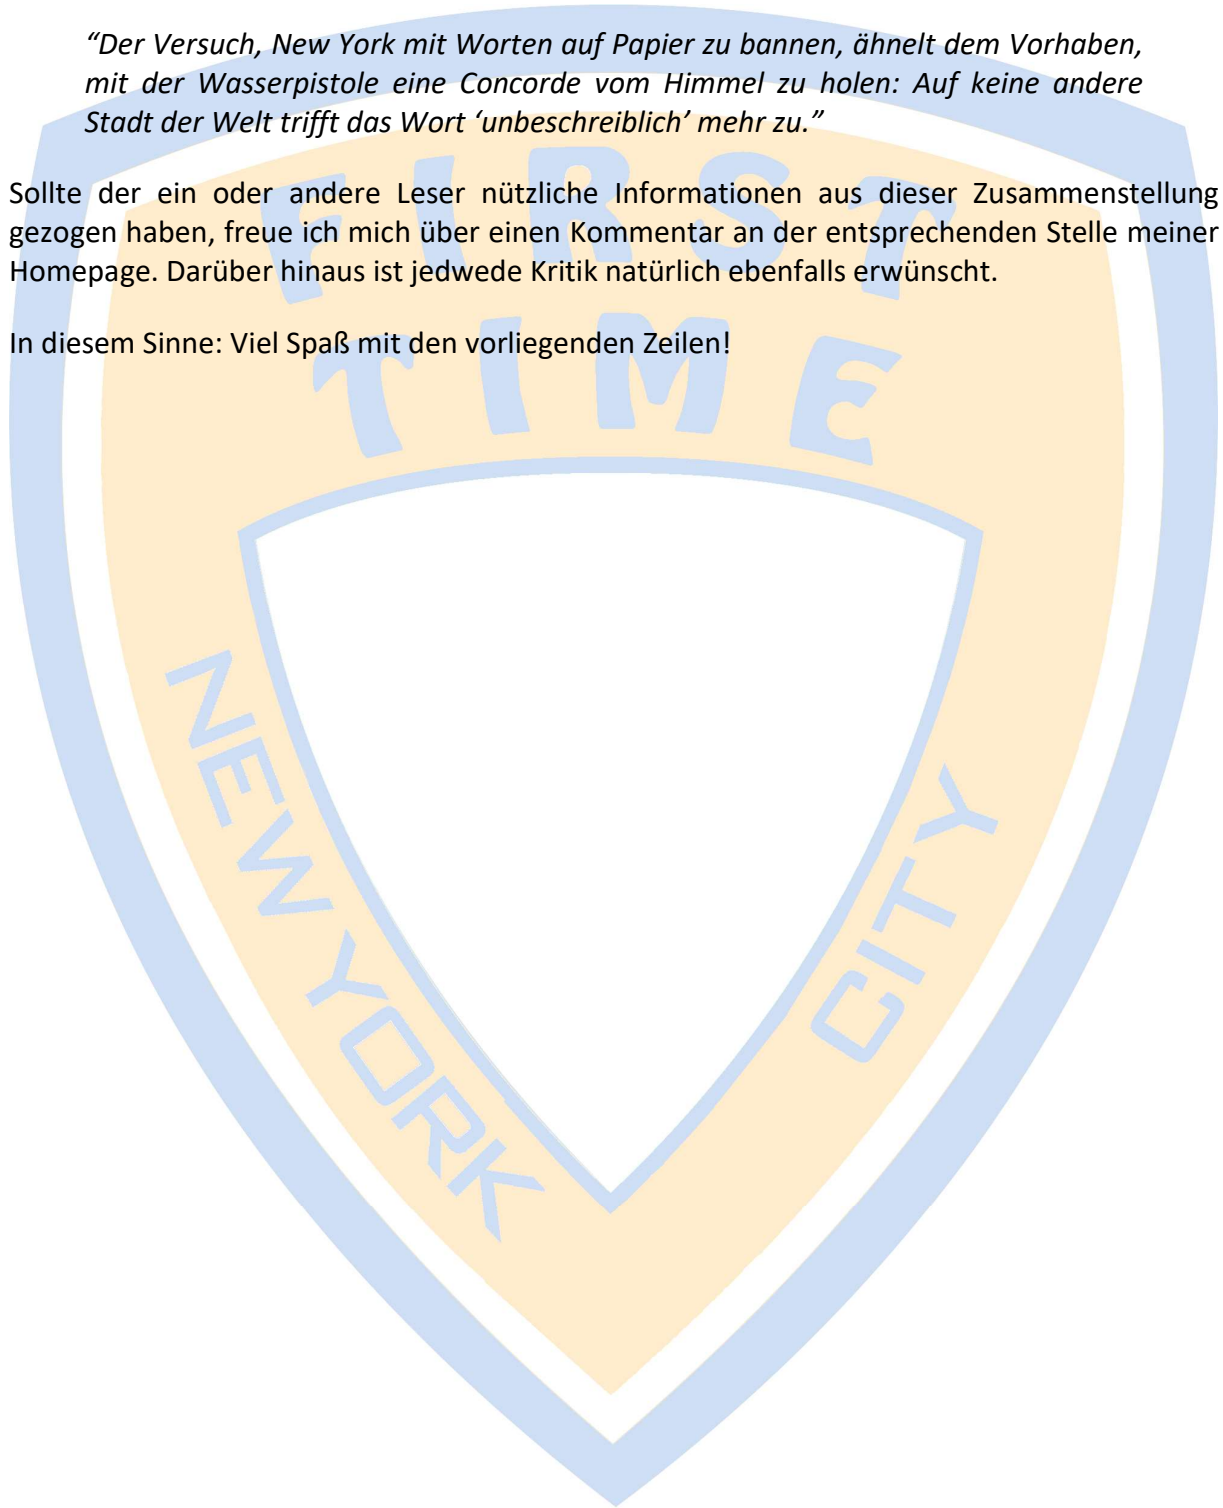 “Der Versuch, New York mit Worten auf Papier zu bannen, ähnelt dem Vorhaben,
mit der Wasserpistole eine Concorde vom Himmel zu holen: Auf keine andere
Stadt der Welt trifft das Wort ‘unbeschreiblich’ mehr zu.”
Sollte der ein oder andere Leser nützliche Informationen aus dieser Zusammenstellung
gezogen haben, freue ich mich über einen Kommentar an der entsprechenden Stelle meiner
Homepage. Darüber hinaus ist jedwede Kritik natürlich ebenfalls erwünscht.
In diesem Sinne: Viel Spaß mit den vorliegenden Zeilen!
FIRST
TIME
NEW YORK
CITY